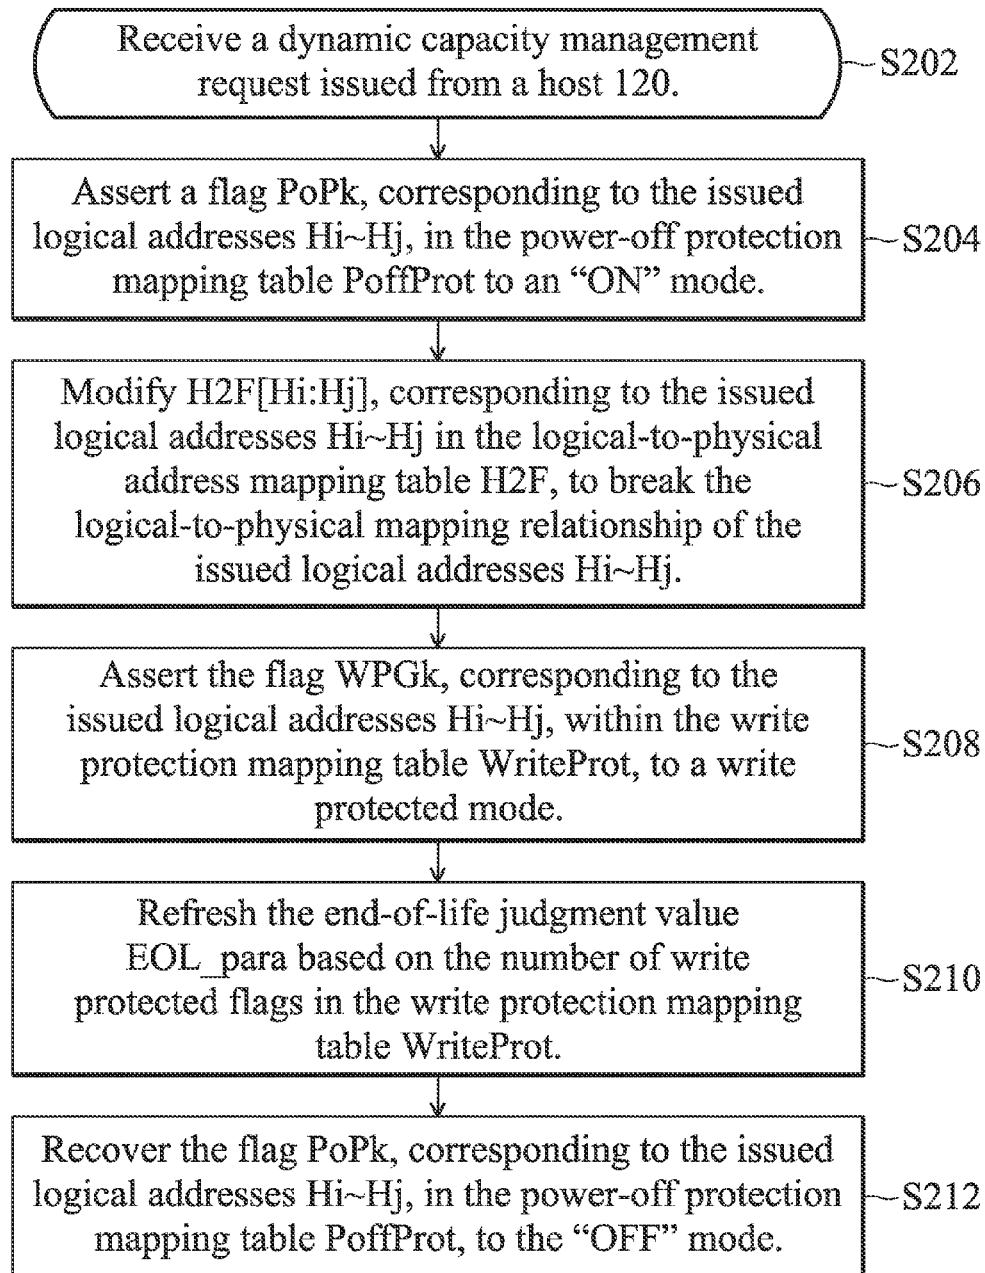 Receive a dynamic capacity management
request issued from a host 120.
S202
Assert a flag PoPk, corresponding to the issued
logical addresses Hi~Hj, in the power-off protection
mapping table PoffProt to an “ON” mode.
S204
Modify H2F[Hi:Hj], corresponding to the issued
logical addresses Hi~Hj in the logical-to-physical
address mapping table H2F, to break the
logical-to-physical mapping relationship of the
issued logical addresses Hi~Hj.
S206
Assert the flag WPGk, corresponding to the
issued logical addresses Hi~Hj, within the write
protection mapping table WriteProt, to a write
protected mode.
S208
Refresh the end-of-life judgment value
EOL_para based on the number of write
protected flags in the write protection mapping
table WriteProt.
S210
Recover the flag PoPk, corresponding to the issued
logical addresses Hi~Hj, in the power-off protection
mapping table PoffProt, to the “OFF” mode.
S212